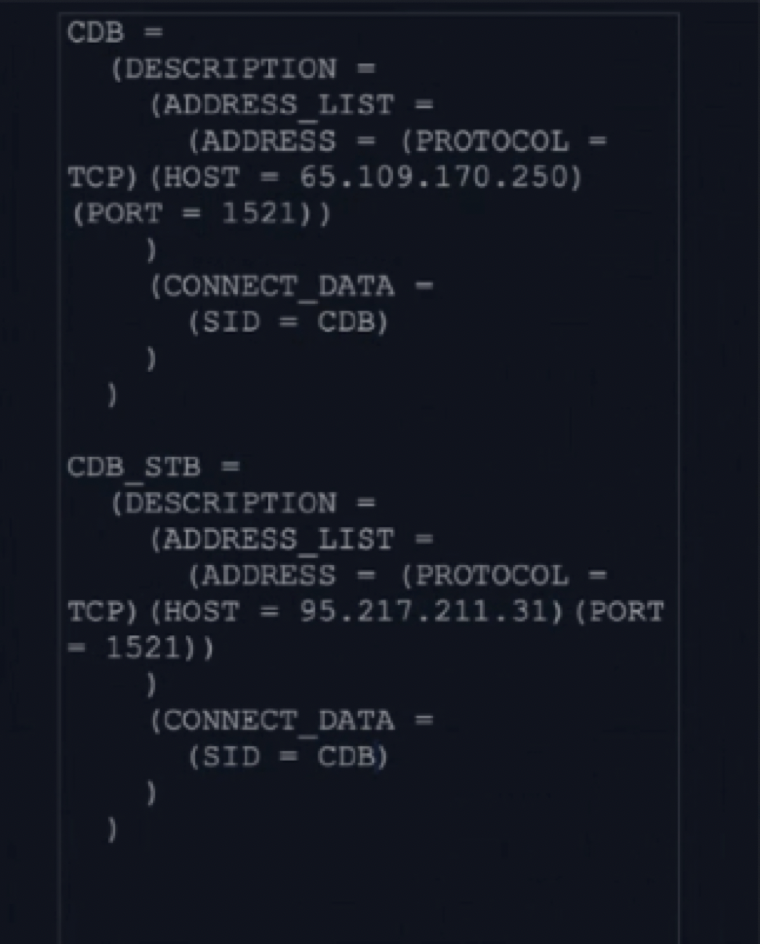 CDB =
(DESCRIPTION =
(ADDRESS_LIST =
(ADDRESS = (PROTOCOL =
TCP)(HOST = 65.109.170.250)
(PORT = 1521))
)
(CONNECT_DATA =
(SID = CDB)
)
)
CDB_STB =
(DESCRIPTION =
(ADDRESS_LIST =
(ADDRESS = (PROTOCOL =
TCP)(HOST = 95.217.211.31)(PORT
= 1521))
)
(CONNECT_DATA =
(SID = CDB)
)
)